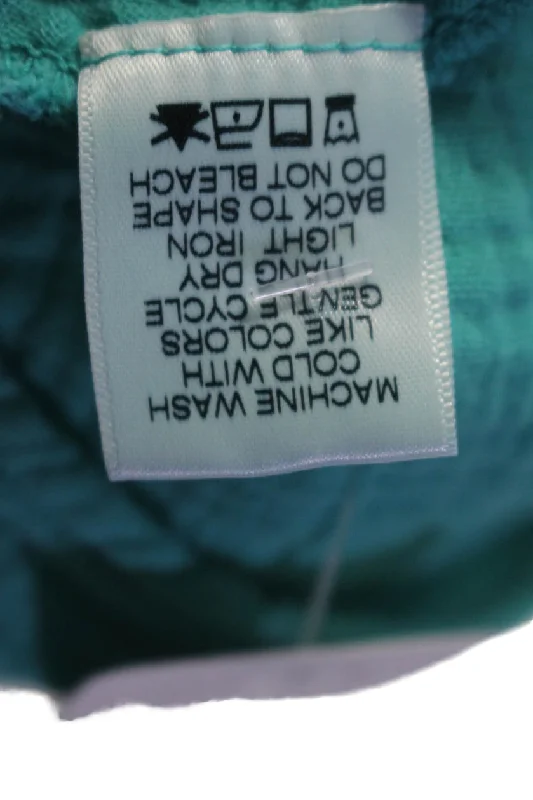 MACHINE WASH
COLD WITH
LIKE COLORS
GENTLE CYCLE
HANG DRY
LIGHT IRON
BACK TO SHAPE
DO NOT BLEACH